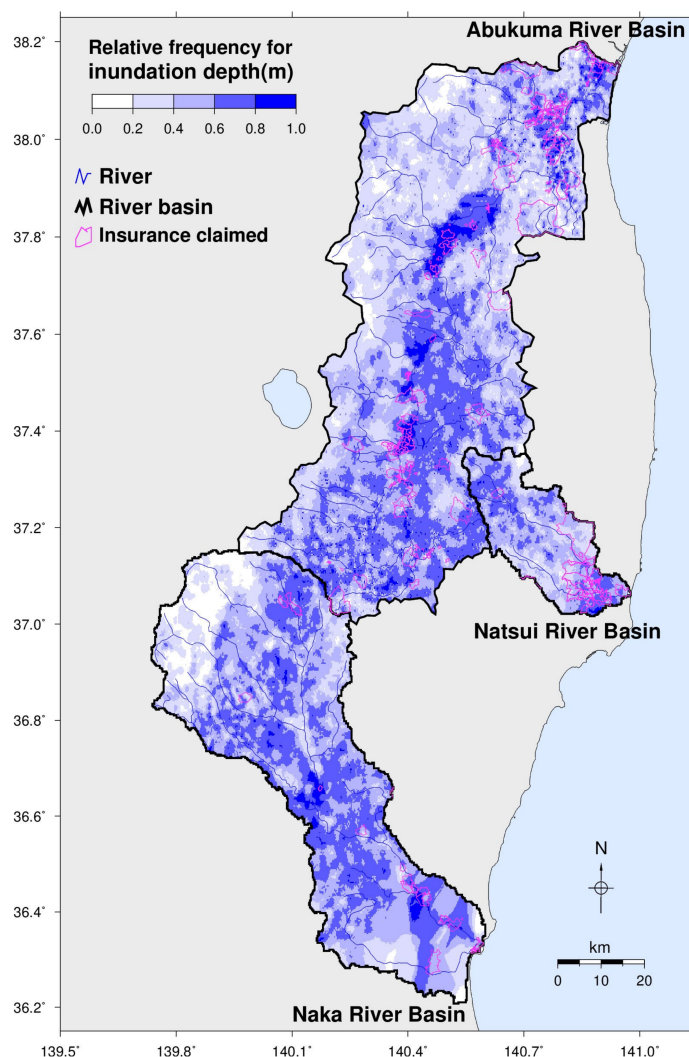 Abukuma River Basin
Relative frequency for
inundation depth(m)
0.0 0.2 0.4 0.6 0.8 1.0
River
River basin
Insurance claimed
Natsui River Basin
N
km
0 10 20
Naka River Basin
38.2°
38.0°
37.8°
37.6°
37.4°
37.2°
37.0°
36.8°
36.6°
36.4°
36.2°
139.5° 139.8° 140.1° 140.4° 140.7° 141.0°